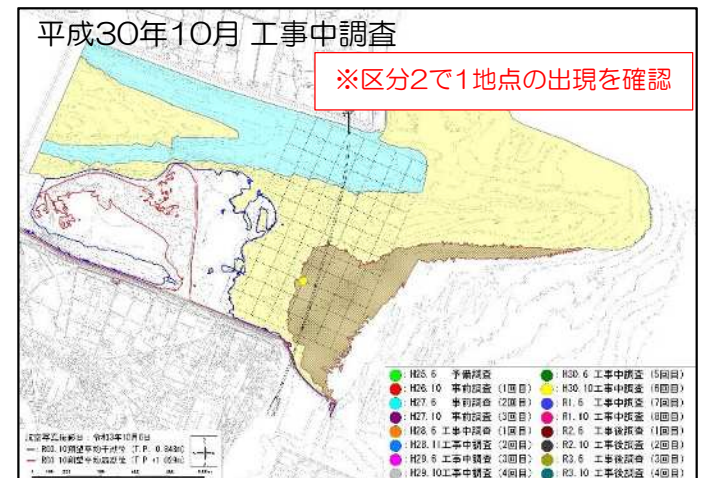 平成30年10月 工事中調査
※区分2で1地点の出現を確認
: H25.6 予備調査
: H26.10 事前調査 (1回目)
: H27.6 事前調査 (2回目)
: H27.10 事前調査 (3回目)
: H28.6 工事中調査 (1回目)
: H28.11工事中調査 (2回目)
: H29.6 工事中調査 (3回目)
: H29.10工事中調査 (4回目)
: H30.6 工事中調査 (5回目)
: H30.10工事中調査 (6回目)
: R1.6 工事中調査 (7回目)
: R1.10 工事中調査 (8回目)
: R2.6 工事後調査 (1回目)
: R2.10 工事後調査 (2回目)
: R3.6 工事後調査 (3回目)
: R3.10 工事後調査 (4回目)